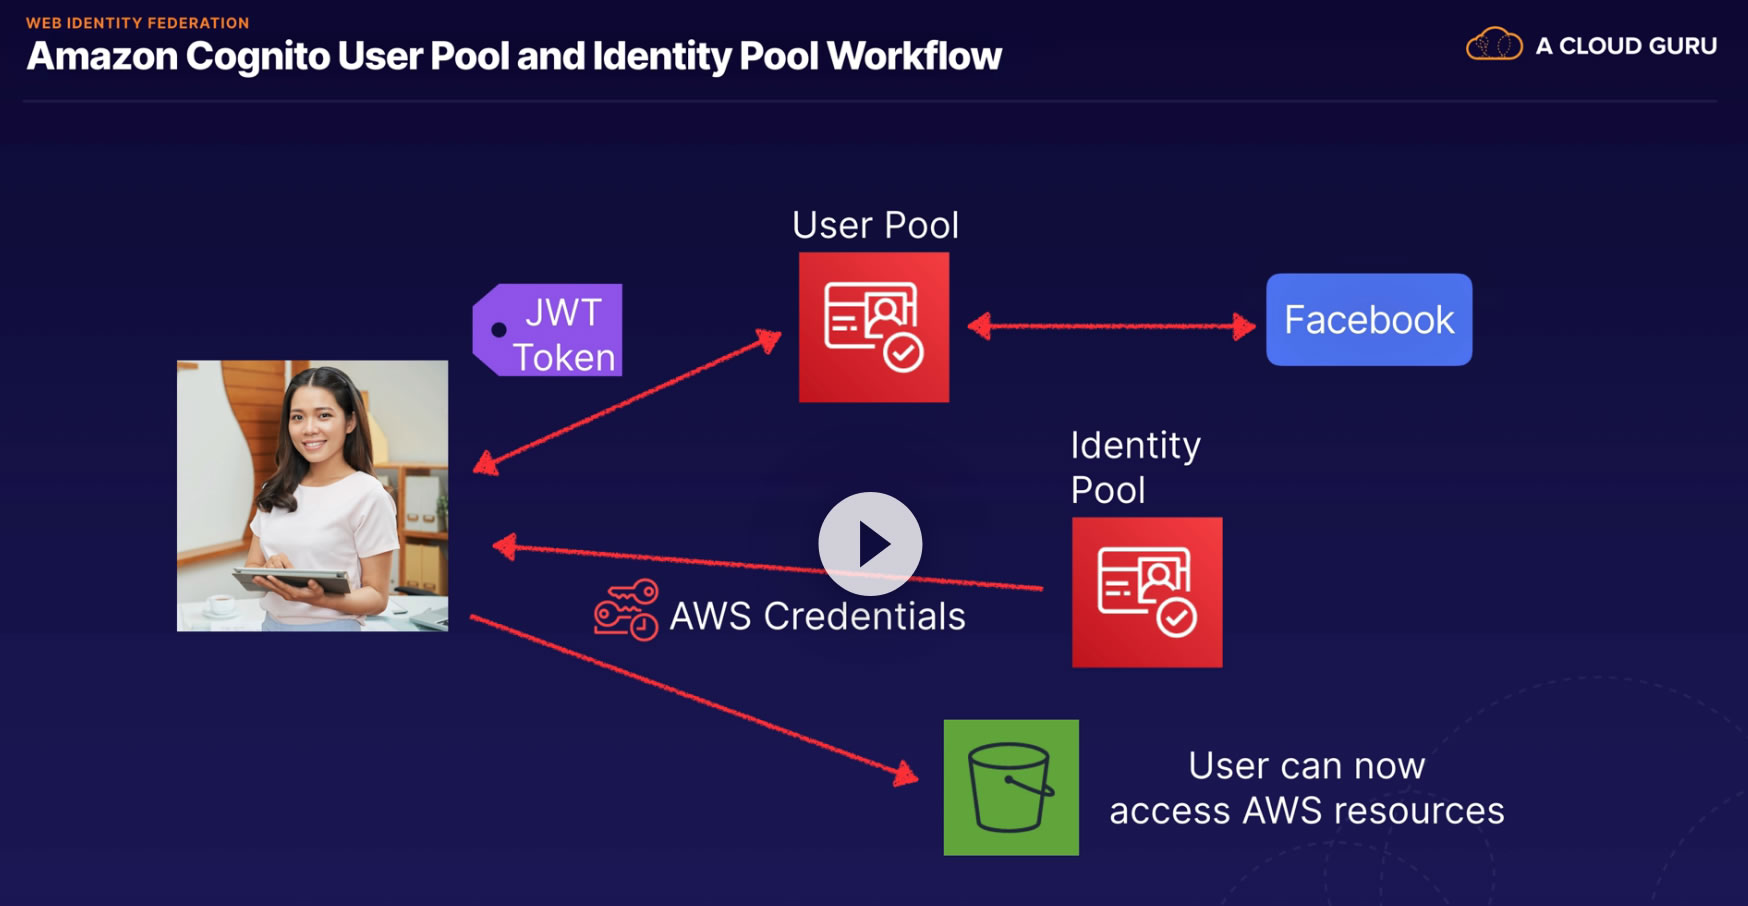 WEB IDENTITY FEDERATION
Amazon Cognito User Pool and Identity Pool Workflow
A CLOUD GURU
User Pool
JWT
Token
Facebook
Identity
Pool
AWS Credentials
User can now
access AWS resources